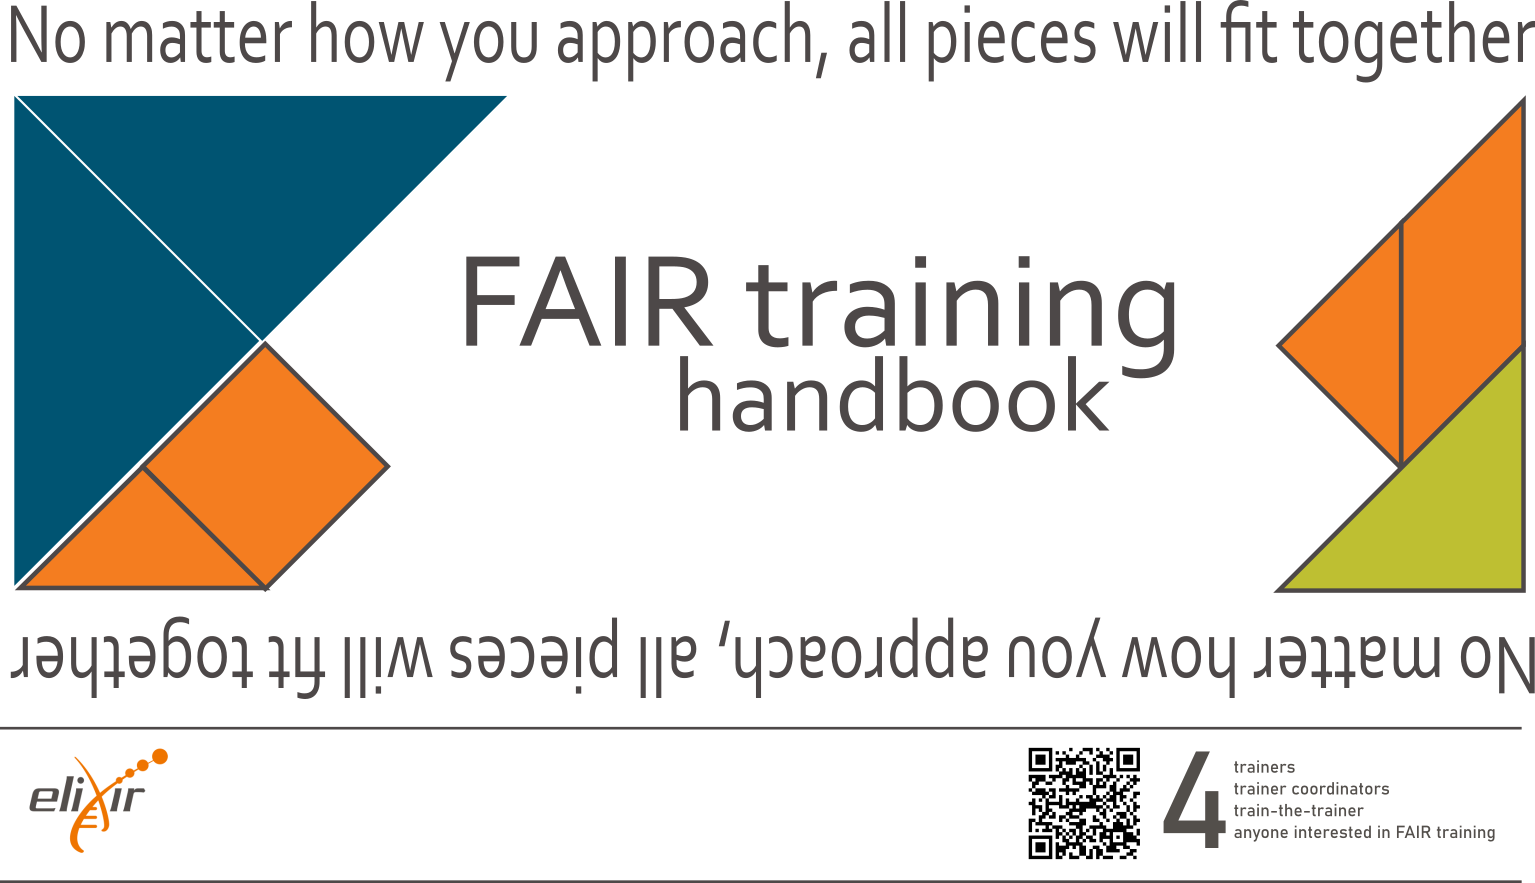 No matter how you approach, all pieces will fit together
FAIR training
handbook
No matter how you approach, all pieces will fit together
elixir
4
trainers
trainer coordinators
train-the-trainer
anyone interested in FAIR training